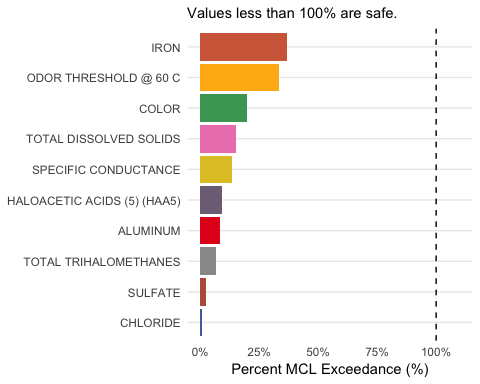 Values less than 100% are safe.
IRON
ODOR THRESHOLD @ 60 C
COLOR
TOTAL DISSOLVED SOLIDS
SPECIFIC CONDUCTANCE
HALOACETIC ACIDS (5) (HAA5)
ALUMINUM
TOTAL TRIHALOMETHANES
SULFATE
CHLORIDE
0% 25% 50% 75% 100%
Percent MCL Exceedance (%)